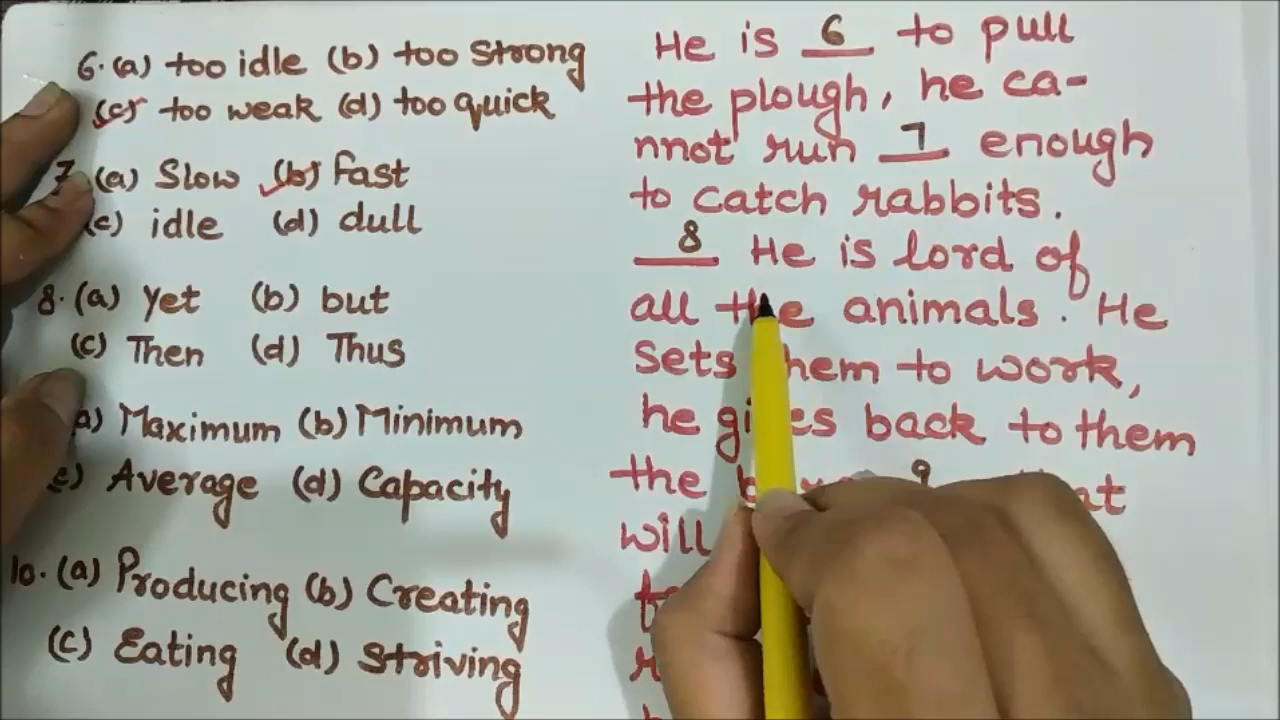 6. (a) too idle (b) too strong
(c) too weak (d) too quick
7. (a) Slow (b) fast
(c) idle (d) dull
8. (a) Yet (b) but
(c) Then (d) Thus
a) Maximum (b) Minimum
c) Average (d) Capacity
10. (a) Producing (b) Creating
(c) Eating (d) Striving
He is 6 to pull
the plough, he ca-
nnot run 7 enough
to catch rabbits.
8 He is lord of
all the animals. He
Sets them to work,
he gives back to them
the 9
will